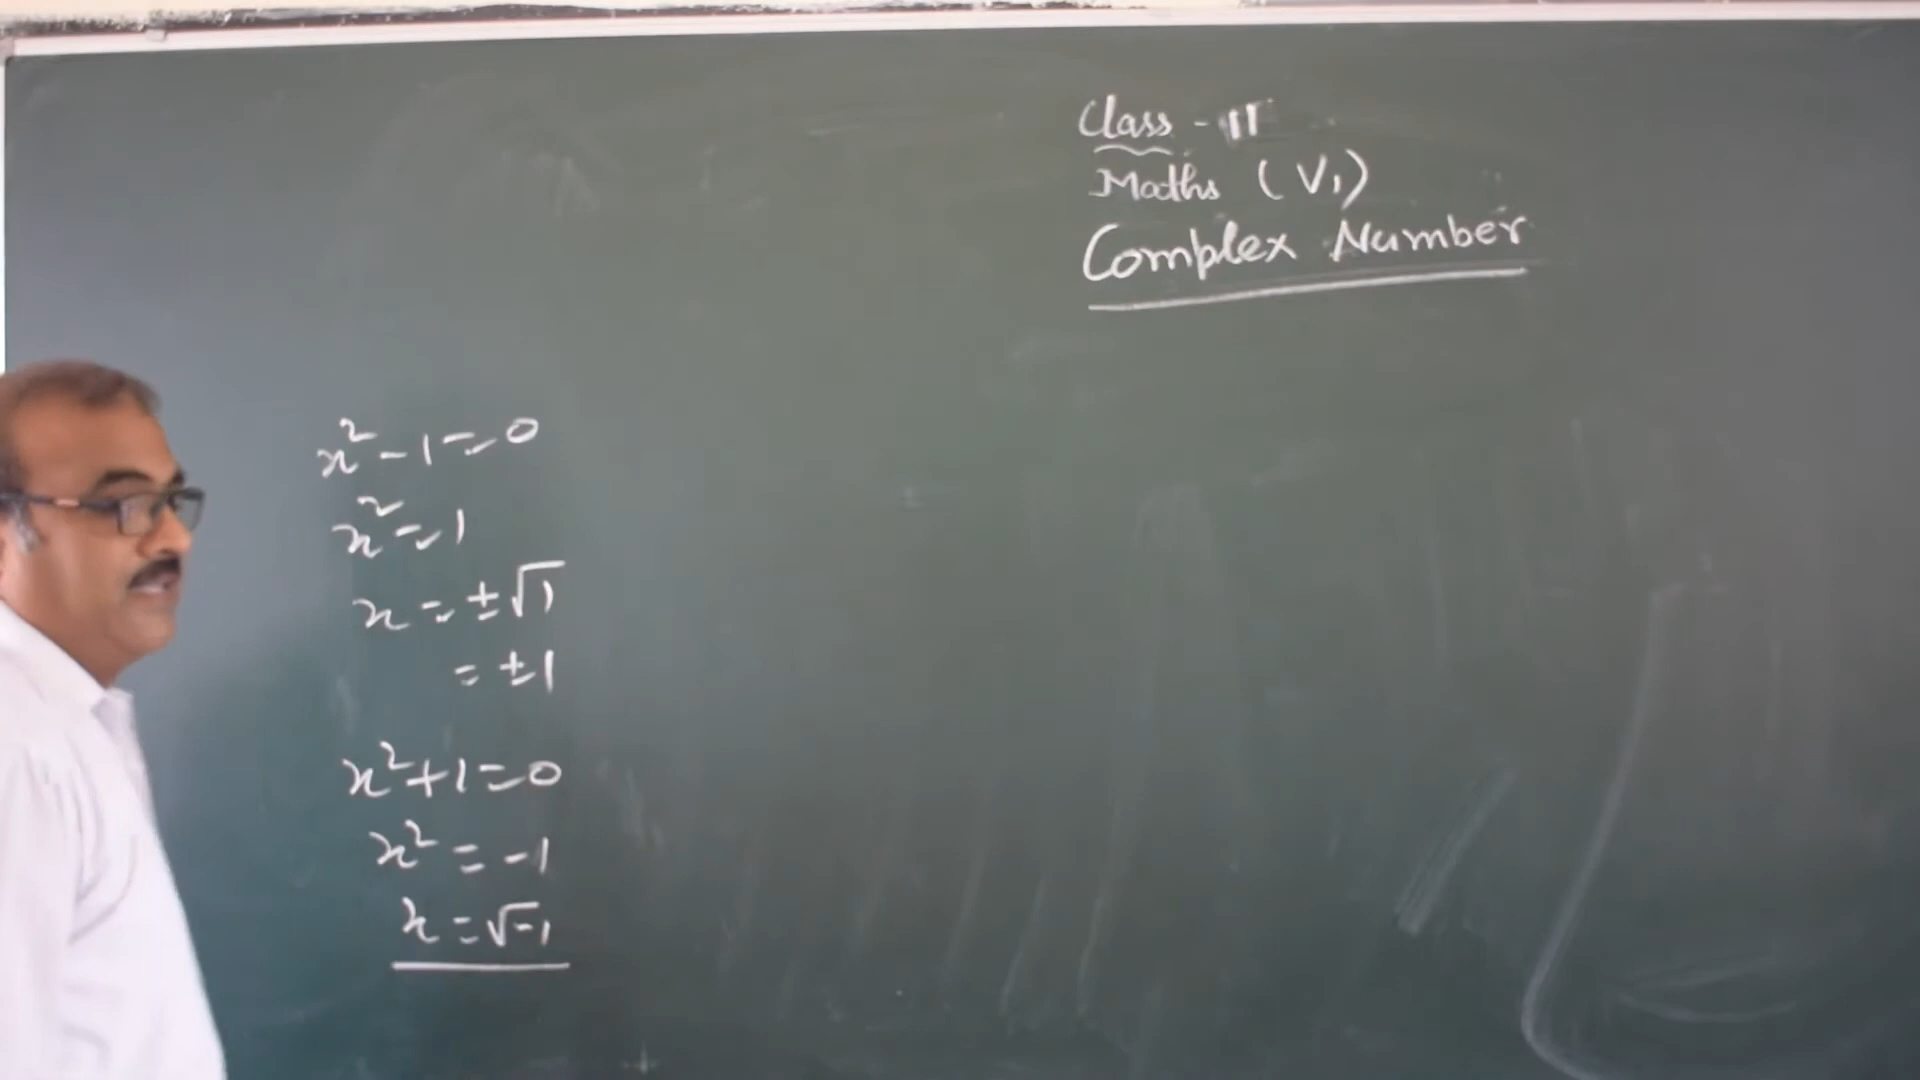 Class - 11
Maths (V1)
Complex Number
x² - 1 = 0
x² = 1
x = ±√1
= ±1
x² + 1 = 0
x² = -1
x = √-1